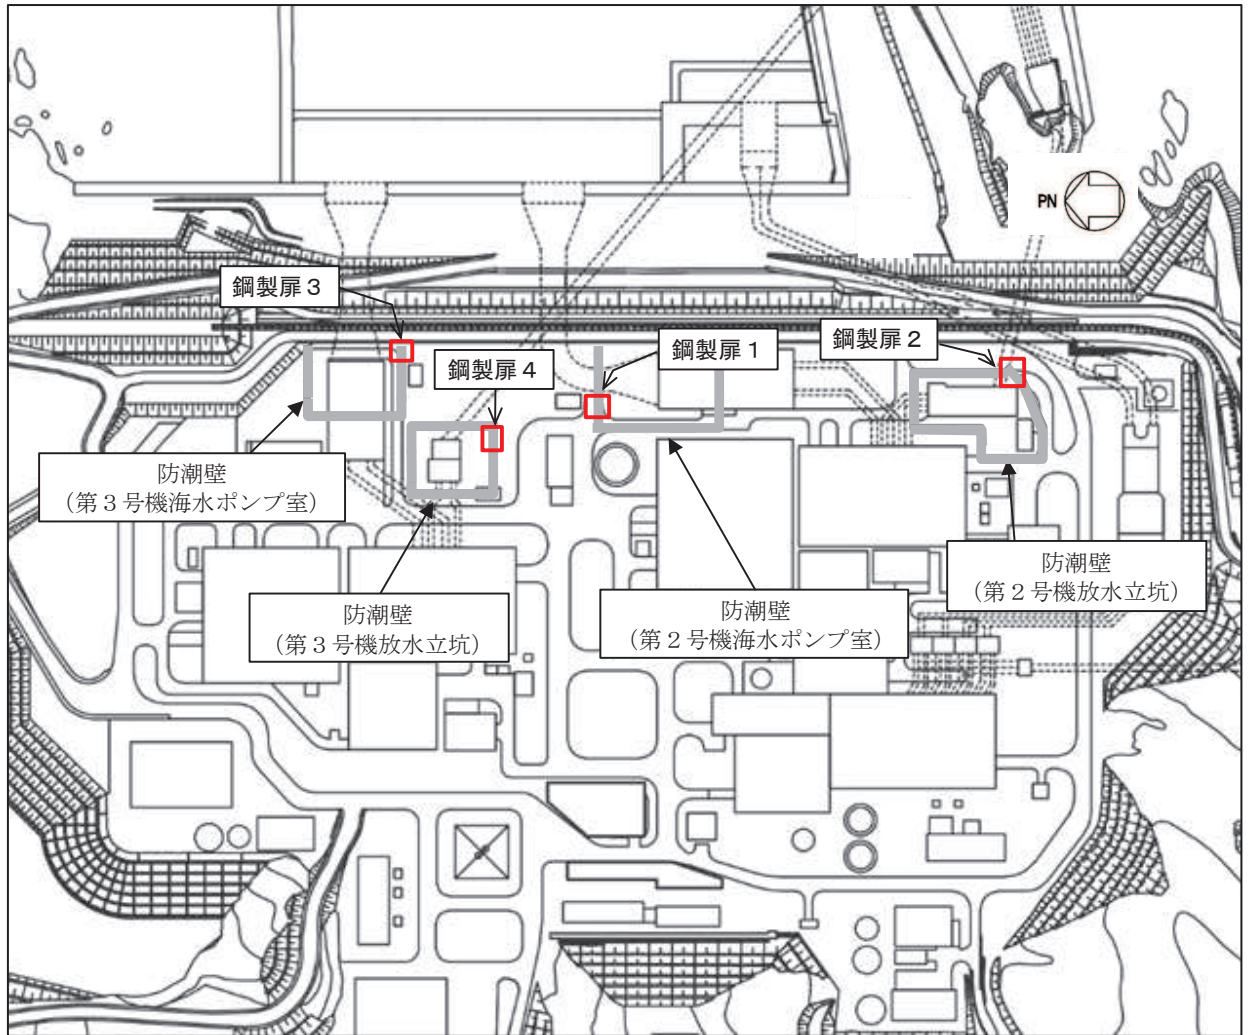 PN
鋼製扉３
鋼製扉４
鋼製扉１
鋼製扉２
防潮壁
（第３号機海水ポンプ室）
防潮壁
（第３号機放水立坑）
防潮壁
（第２号機海水ポンプ室）
防潮壁
（第２号機放水立坑）